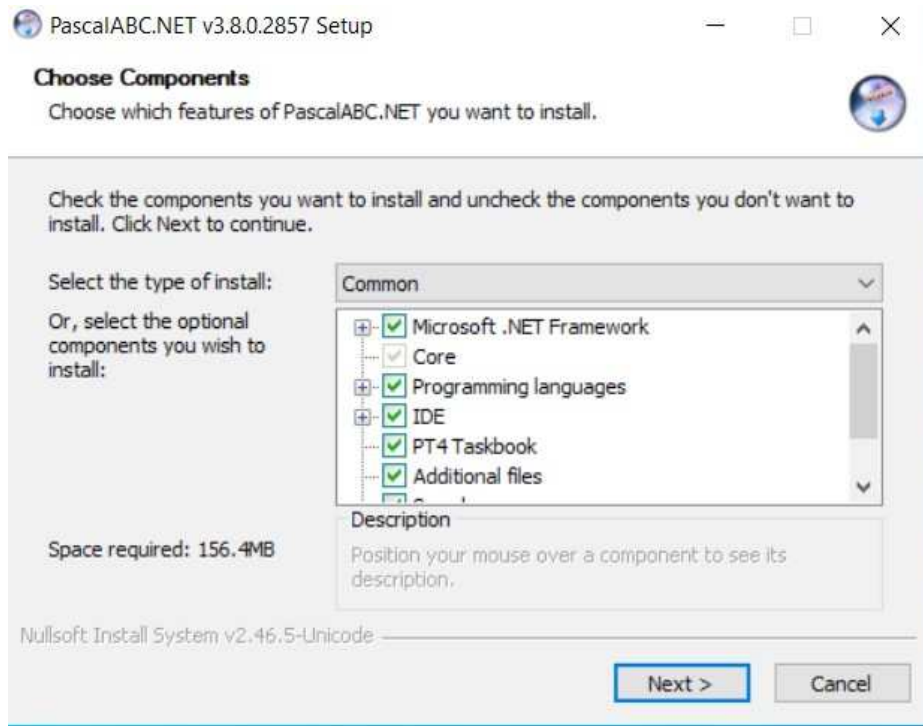 PascalABC.NET v3.8.0.2857 Setup
Choose Components
Choose which features of PascalABC.NET you want to install.
Check the components you want to install and uncheck the components you don't want to
install. Click Next to continue.
Select the type of install:
Common
Or, select the optional
components you wish to
install:
Microsoft .NET Framework
Core
Programming languages
IDE
PT4 Taskbook
Additional files
Space required: 156.4MB
Description
Position your mouse over a component to see its
description.
Nullsoft Install System v2.46.5-Unicode
Next >
Cancel